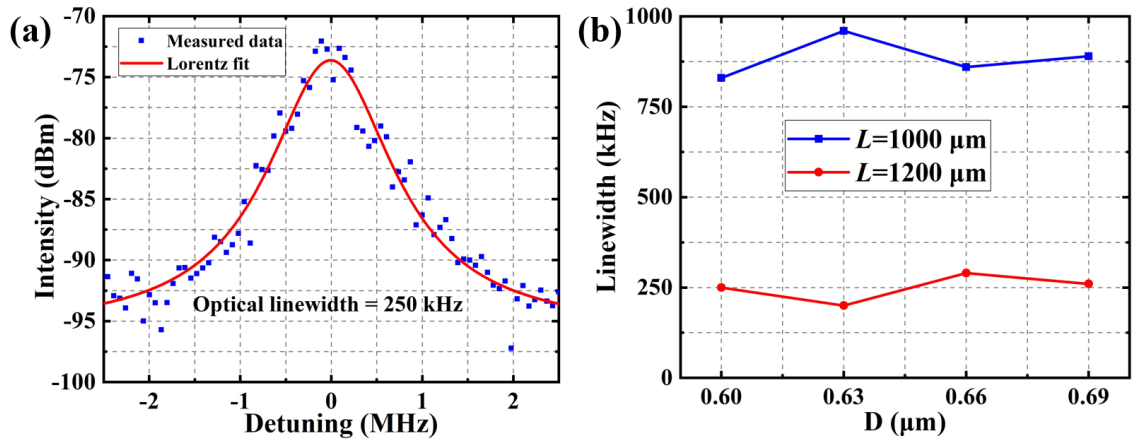 (a)
-70
-75
-80
-85
-90
-95
-100
Intensity (dBm)
Measured data
Lorentz fit
Optical linewidth = 250 kHz
-2
-1
0
1
2
Detuning (MHz)
(b)
1000
750
500
250
0
Linewidth (kHz)
L=1000 μm
L=1200 μm
0.60
0.63
0.66
0.69
D (μm)